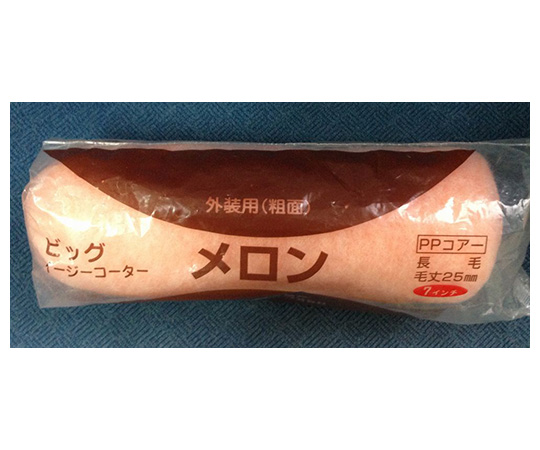 外装用(粗面)
ビッグ
イージーコーター
メロン
PPコアー
長 毛
毛丈25mm
7インチ